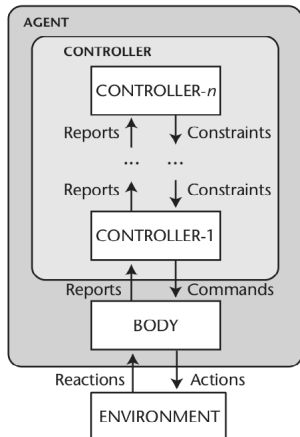 AGENT
CONTROLLER
CONTROLLER-n
Reports Constraints
... ...
Reports Constraints
CONTROLLER-1
Reports Commands
BODY
Reactions Actions
ENVIRONMENT